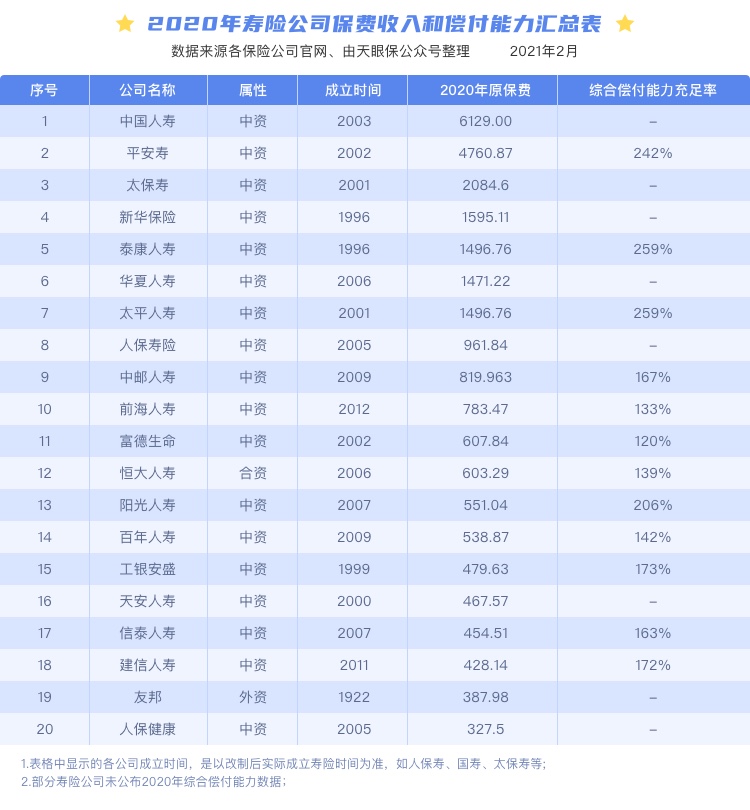 2020年寿险公司保费收入和偿付能力汇总表
数据来源各保险公司官网、由天眼保公众号整理 2021年2月
序号 公司名称 属性 成立时间 2020年原保费 综合偿付能力充足率
1 中国人寿 中资 2003 6129.00 –
2 平安寿 中资 2002 4760.87 242%
3 太保寿 中资 2001 2084.6 –
4 新华保险 中资 1996 1595.11 –
5 泰康人寿 中资 1996 1496.76 259%
6 华夏人寿 中资 2006 1471.22 –
7 太平人寿 中资 2001 1496.76 259%
8 人保寿险 中资 2005 961.84 –
9 中邮人寿 中资 2009 819.963 167%
10 前海人寿 中资 2012 783.47 133%
11 富德生命 中资 2002 607.84 120%
12 恒大人寿 合资 2006 603.29 139%
13 阳光人寿 中资 2007 551.04 206%
14 百年人寿 中资 2009 538.87 142%
15 工银安盛 中资 1999 479.63 173%
16 天安人寿 中资 2000 467.57 –
17 信泰人寿 中资 2007 454.51 163%
18 建信人寿 中资 2011 428.14 172%
19 友邦 外资 1922 387.98 –
20 人保健康 中资 2005 327.5 –
1.表格中显示的各公司成立时间，是以改制后实际成立寿险时间为准，如人保寿、国寿、太保寿等；
2.部分寿险公司未公布2020年综合偿付能力数据；